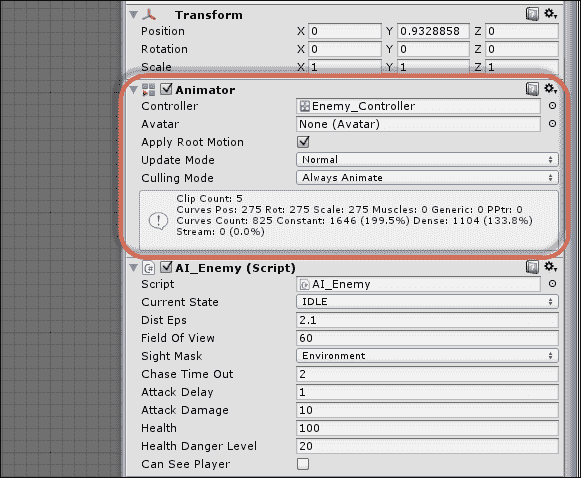 Transform
Position X 0 Y 0.9328858 Z 0
Rotation X 0 Y 0 Z 0
Scale X 1 Y 1 Z 1
Animator
Controller Enemy_Controller
Avatar None (Avatar)
Apply Root Motion
Update Mode Normal
Culling Mode Always Animate
Clip Count: 5
Curves Pos: 275 Rot: 275 Scale: 275 Muscles: 0 Generic: 0 PPtr: 0
Curves Count: 825 Constant: 1646 (199.5%) Dense: 1104 (133.8%)
Stream: 0 (0.0%)
C# AI_Enemy (Script)
Script AI_Enemy
Current State IDLE
Dist Eps 2.1
Field Of View 60
Sight Mask Environment
Chase Time Out 2
Attack Delay 1
Attack Damage 10
Health 100
Health Danger Level 20
Can See Player